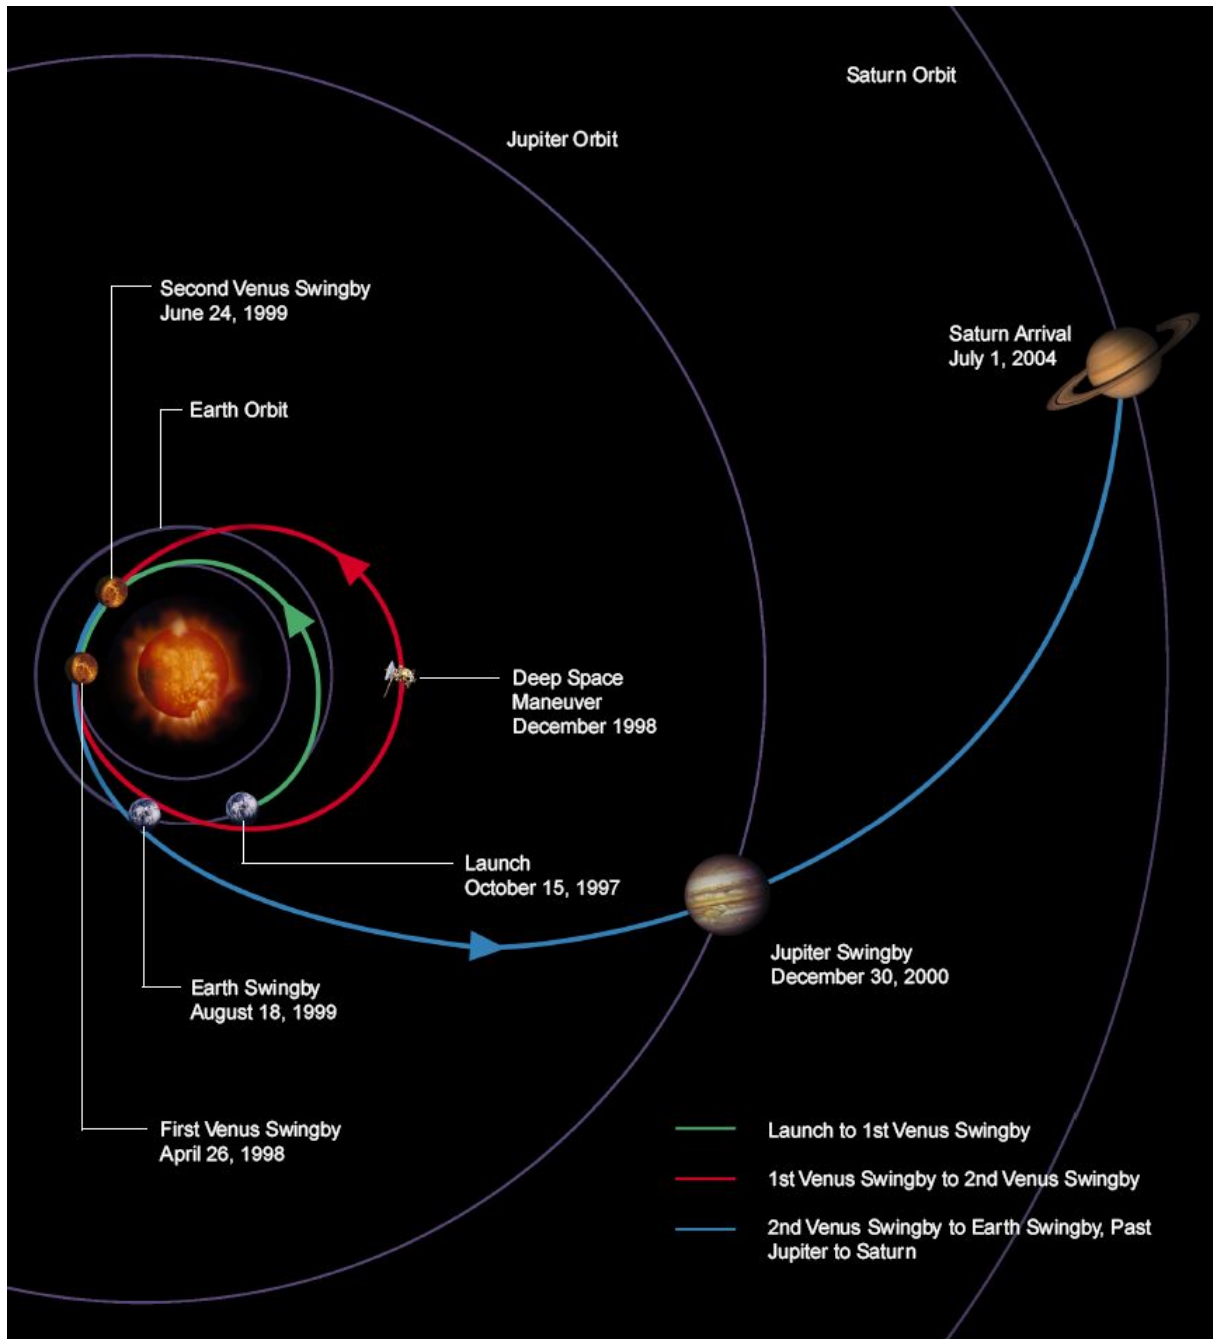 Saturn Orbit
Jupiter Orbit
Second Venus Swingby
June 24, 1999
Saturn Arrival
July 1, 2004
Earth Orbit
Deep Space
Maneuver
December 1998
Launch
October 15, 1997
Jupiter Swingby
December 30, 2000
Earth Swingby
August 18, 1999
First Venus Swingby
April 26, 1998
Launch to 1st Venus Swingby
1st Venus Swingby to 2nd Venus Swingby
2nd Venus Swingby to Earth Swingby, Past
Jupiter to Saturn